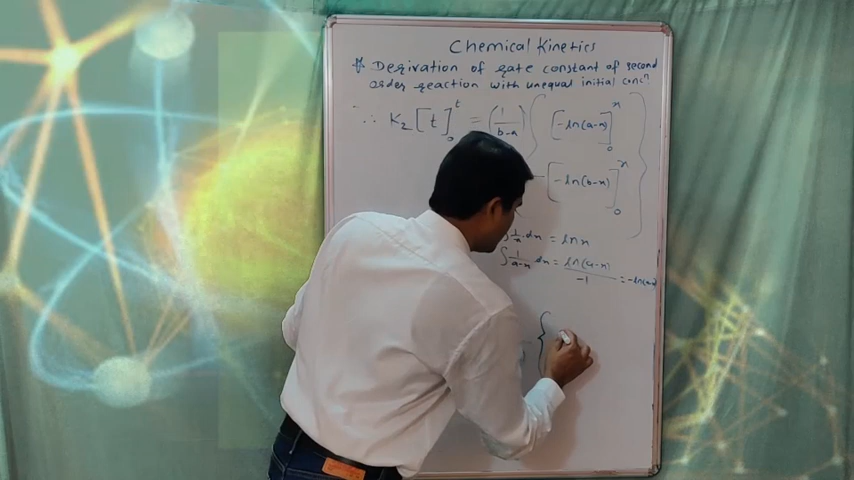 Chemical Kinetics
* Derivation of rate constant of second
order reaction with unequal initial concn
∴ K₂ [t]₀ᵗ = (1/b-a) { [-ln(a-x)]₀ˣ
- [-ln(b-x)]₀ˣ }
∫ 1/x · dx = ln x
∫ 1/a-x dx = ln(a-x)/-1 = -ln(a-x
{